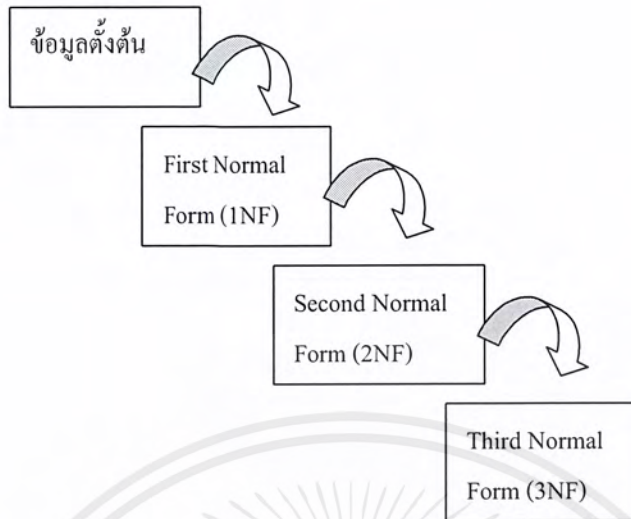 ข้อมูลตั้งต้น
First Normal
Form (1NF)
Second Normal
Form (2NF)
Third Normal
Form (3NF)